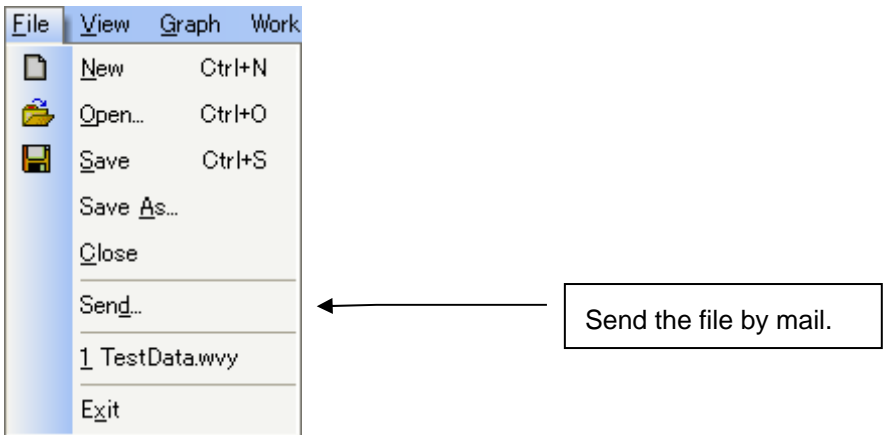 File View Graph Work
New Ctrl+N
Open... Ctrl+O
Save Ctrl+S
Save As...
Close
Send...
Send the file by mail.
1 TestData.wvy
Exit